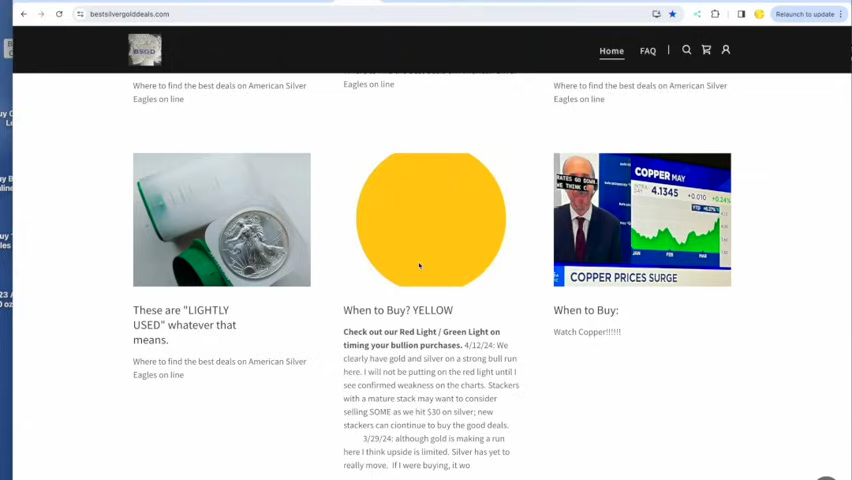 bestsilvergolddeals.com
Relaunch to update
BSGD
Home
FAQ
Where to find the best deals on American Silver
Eagles on line
Eagles on line
Where to find the best deals on American Silver
Eagles on line
RATES GO DOWN.
WE THINK
COPPER MAY
4.1345
+0.010
+0.24%
FEB
MAR
COPPER PRICES SURGE
These are "LIGHTLY
USED" whatever that
means.
Where to find the best deals on American Silver
Eagles on line
When to Buy? YELLOW
Check out our Red Light / Green Light on
timing your bullion purchases. 4/12/24: We
clearly have gold and silver on a strong bull run
here. I will not be putting on the red light until I
see confirmed weakness on the charts. Stackers
with a mature stack may want to consider
selling SOME as we hit $30 on silver; new
stackers can ciontinue to buy the good deals.
3/29/24: although gold is making a run
here I think upside is limited. Silver has yet to
really move. If I were buying, it wo
When to Buy:
Watch Copper!!!!!